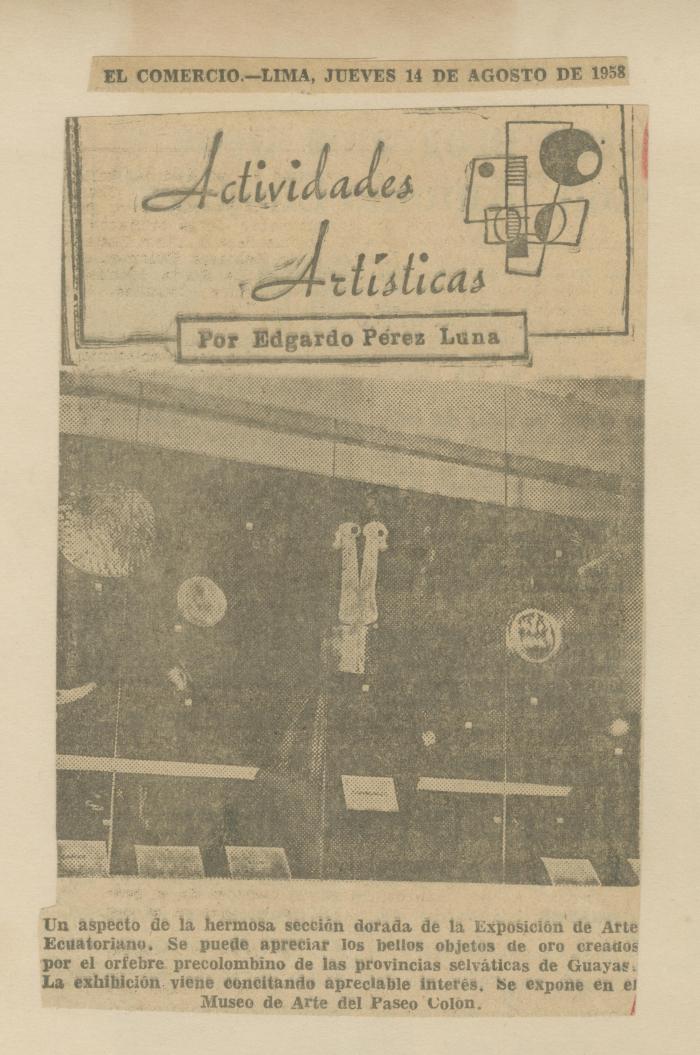 EL COMERCIO.—LIMA, JUEVES 14 DE AGOSTO DE 1958
Actividades
Artísticas
Por Edgardo Pérez Luna
Un aspecto de la hermosa sección dorada de la Exposición de Arte
Ecuatoriano. Se puede apreciar los bellos objetos de oro creados
por el orfebre precolombino de las provincias selváticas de Guayas.
La exhibición viene concitando apreciable interés. Se expone en el
Museo de Arte del Paseo Colón.